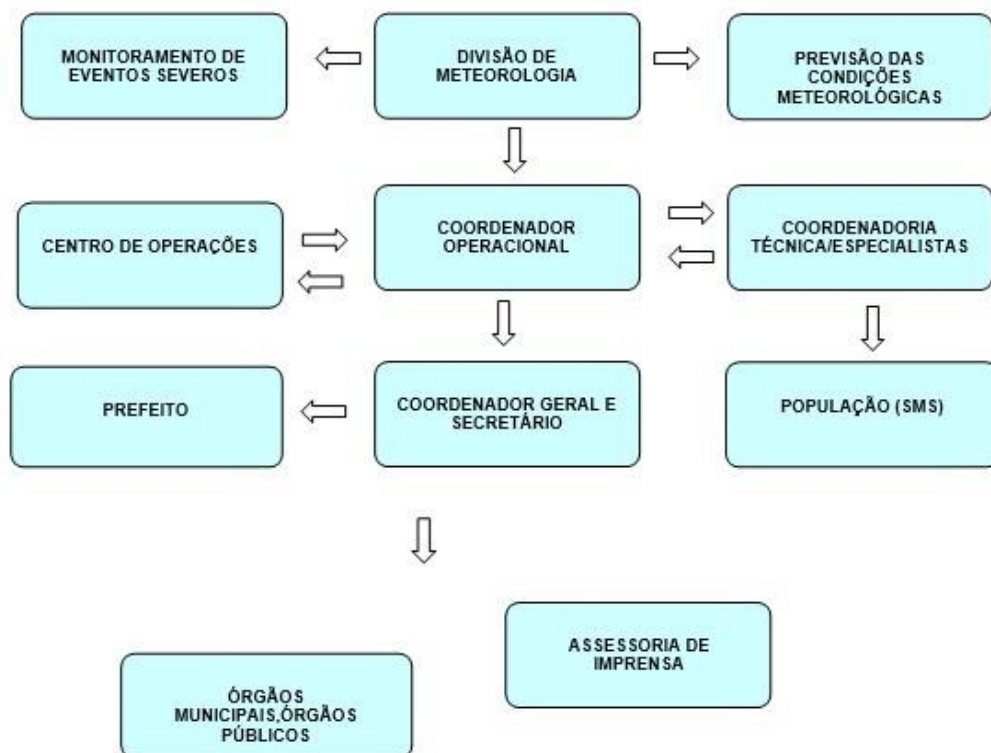 MONITORAMENTO DE
EVENTOS SEVEROS
DIVISÃO DE
METEOROLOGIA
PREVISÃO DAS
CONDIÇÕES
METEOROLÓGICAS
CENTRO DE OPERAÇÕES
COORDENADOR
OPERACIONAL
COORDENADORIA
TÉCNICA/ESPECIALISTAS
PREFEITO
COORDENADOR GERAL E
SECRETÁRIO
POPULAÇÃO (SMS)
ASSESSORIA DE
IMPRENSA
ÓRGÃOS
MUNICIPAIS,ÓRGÃOS
PÚBLICOS